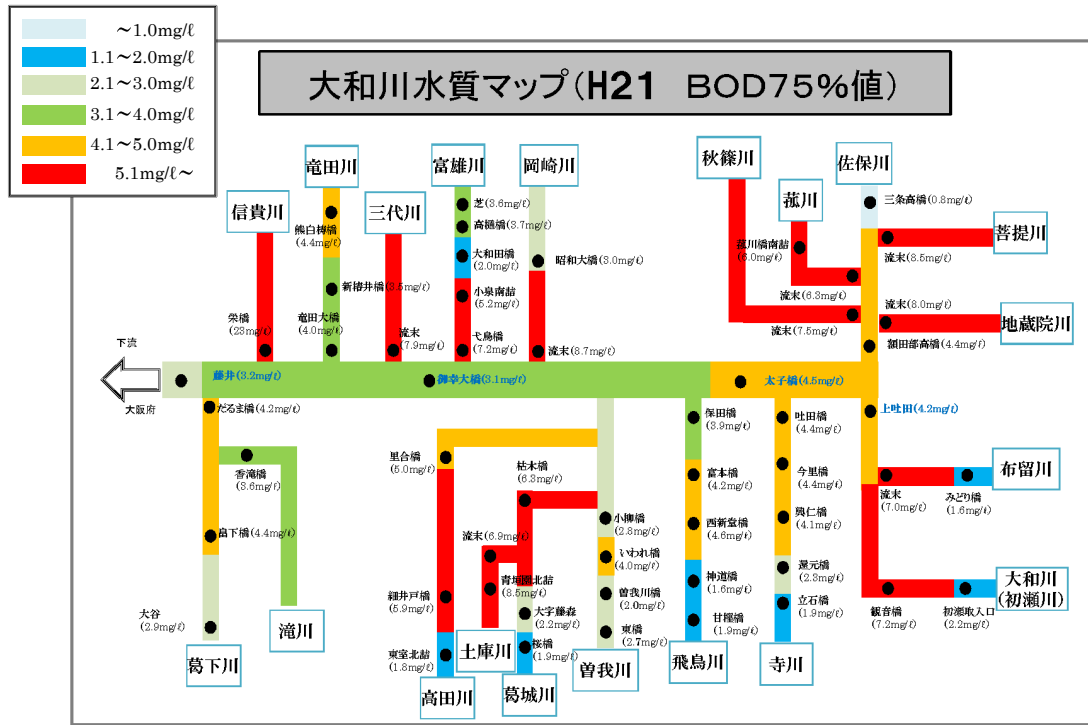 ～1.0mg/ℓ
1.1～2.0mg/ℓ
2.1～3.0mg/ℓ
3.1～4.0mg/ℓ
4.1～5.0mg/ℓ
5.1mg/ℓ～
大和川水質マップ(H21 BOD75%値)
秋篠川
佐保川
竜田川
富雄川
岡崎川
菰川
信貴川
三代川
菩提川
地蔵院川
三条高橋(0.8mg/ℓ)
流末
(8.5mg/ℓ)
菰川橋南詰
(6.0mg/ℓ)
流末
(6.3mg/ℓ)
流末
(8.0mg/ℓ)
流末
(7.5mg/ℓ)
額田部高橋(4.4mg/ℓ)
芝(3.6mg/ℓ)
高樋橋(3.7mg/ℓ)
大和田橋
(2.0mg/ℓ)
小泉南詰
(5.2mg/ℓ)
弋鳥橋
(7.2mg/ℓ)
昭和大橋(3.0mg/ℓ)
流末
(8.7mg/ℓ)
熊白梼橋
(4.4mg/ℓ)
新椿井橋(3.5mg/ℓ)
竜田大橋
(4.0mg/ℓ)
栄橋
(23mg/ℓ)
流末
(7.9mg/ℓ)
下流
大阪府
藤井(3.2mg/ℓ)
御幸大橋(3.1mg/ℓ)
太子橋(4.5mg/ℓ)
上吐田(4.2mg/ℓ)
だるま橋(4.2mg/ℓ)
香滝橋
(3.6mg/ℓ)
畠下橋(4.4mg/ℓ)
大谷
(2.9mg/ℓ)
葛下川
滝川
里合橋
(5.0mg/ℓ)
細井戸橋
(5.9mg/ℓ)
東室北詰
(1.8mg/ℓ)
高田川
枯木橋
(6.3mg/ℓ)
流末(6.9mg/ℓ)
青垣園北詰
(8.5mg/ℓ)
土庫川
大字藤森
(2.2mg/ℓ)
桜橋
(1.9mg/ℓ)
葛城川
小柳橋
(2.8mg/ℓ)
いわれ橋
(4.0mg/ℓ)
曽我川橋
(2.0mg/ℓ)
東橋
(2.7mg/ℓ)
曽我川
保田橋
(3.9mg/ℓ)
富本橋
(4.2mg/ℓ)
西新堂橋
(4.6mg/ℓ)
神道橋
(1.6mg/ℓ)
甘樫橋
(1.9mg/ℓ)
飛鳥川
吐田橋
(4.4mg/ℓ)
今里橋
(4.4mg/ℓ)
興仁橋
(4.1mg/ℓ)
還元橋
(2.3mg/ℓ)
立石橋
(1.9mg/ℓ)
寺川
流末
(7.0mg/ℓ)
みどり橋
(1.6mg/ℓ)
布留川
観音橋
(7.2mg/ℓ)
初瀬取入口
(2.2mg/ℓ)
大和川
(初瀬川)